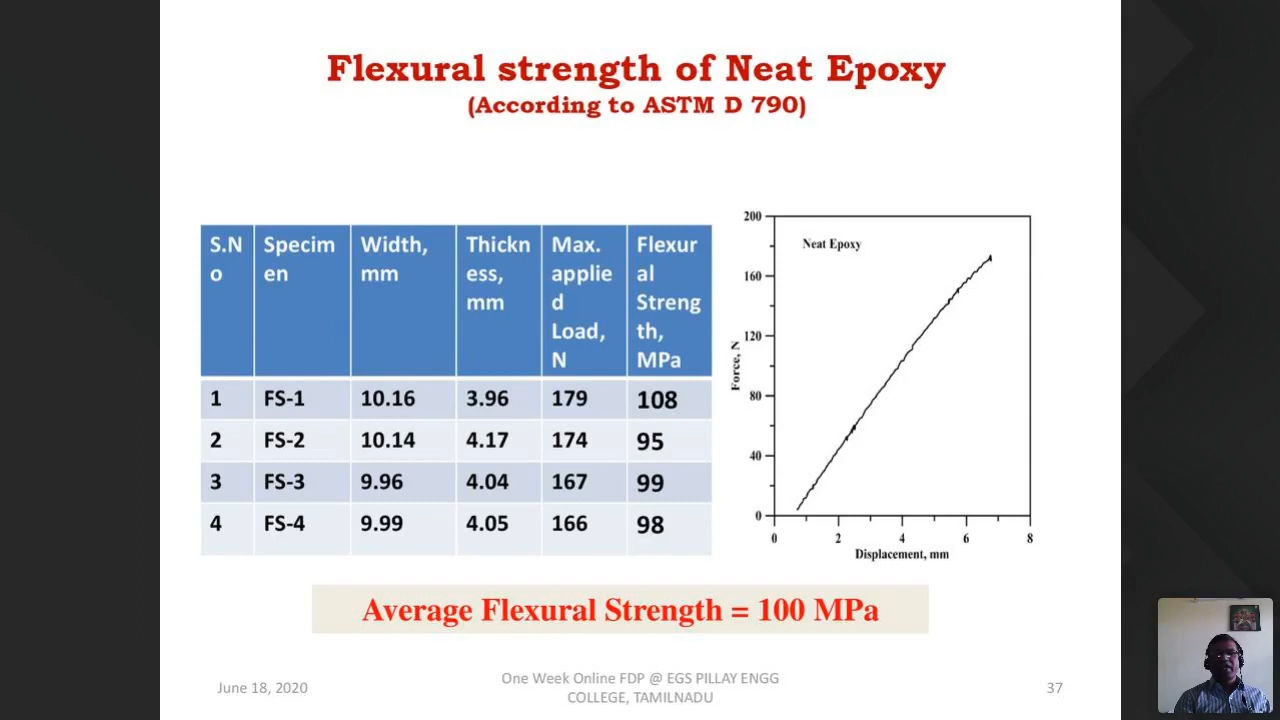 Flexural strength of Neat Epoxy
(According to ASTM D 790)
S.N
o
Specim
en
Width,
mm
Thickn
ess,
mm
Max.
applie
d
Load,
N
Flexur
al
Streng
th,
MPa
1 FS-1 10.16 3.96 179 108
2 FS-2 10.14 4.17 174 95
3 FS-3 9.96 4.04 167 99
4 FS-4 9.99 4.05 166 98
Neat Epoxy
200
160
120
80
40
0
Force, N
0 2 4 6 8
Displacement, mm
Average Flexural Strength = 100 MPa
June 18, 2020
One Week Online FDP @ EGS PILLAY ENGG
COLLEGE, TAMILNADU
37